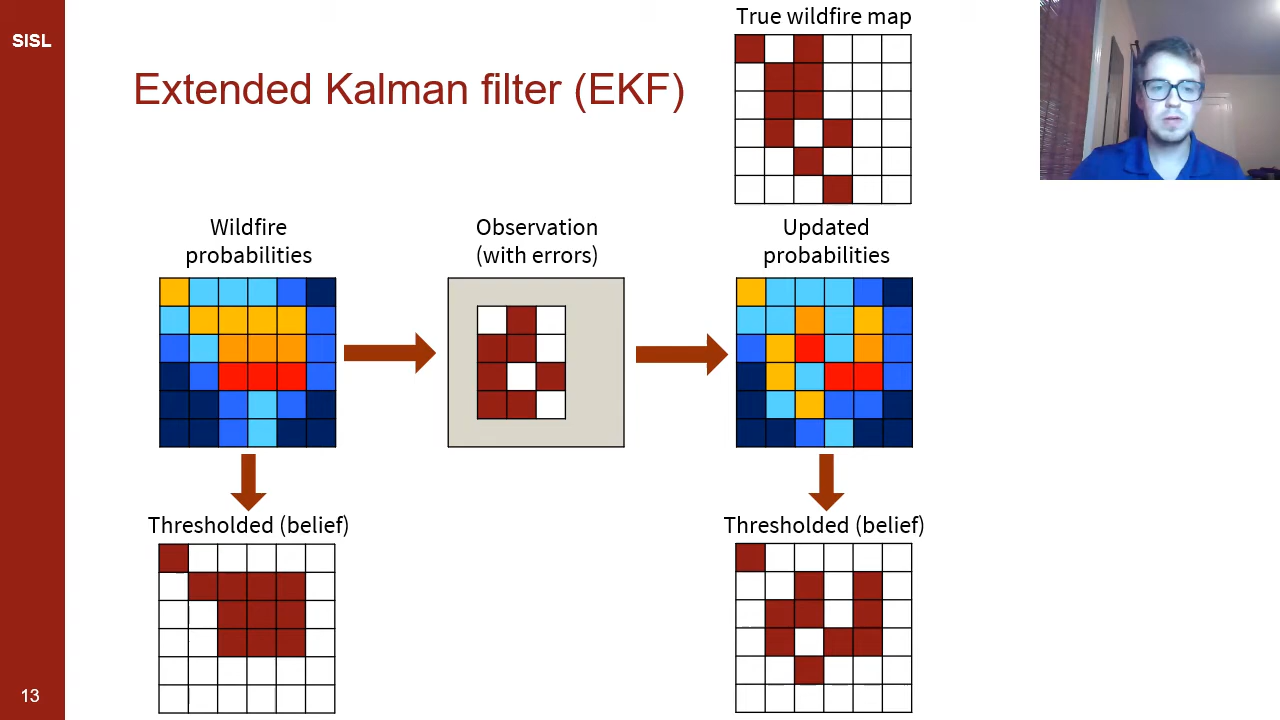 SISL
Extended Kalman filter (EKF)
True wildfire map
Wildfire
probabilities
Observation
(with errors)
Updated
probabilities
Thresholded (belief)
Thresholded (belief)
13